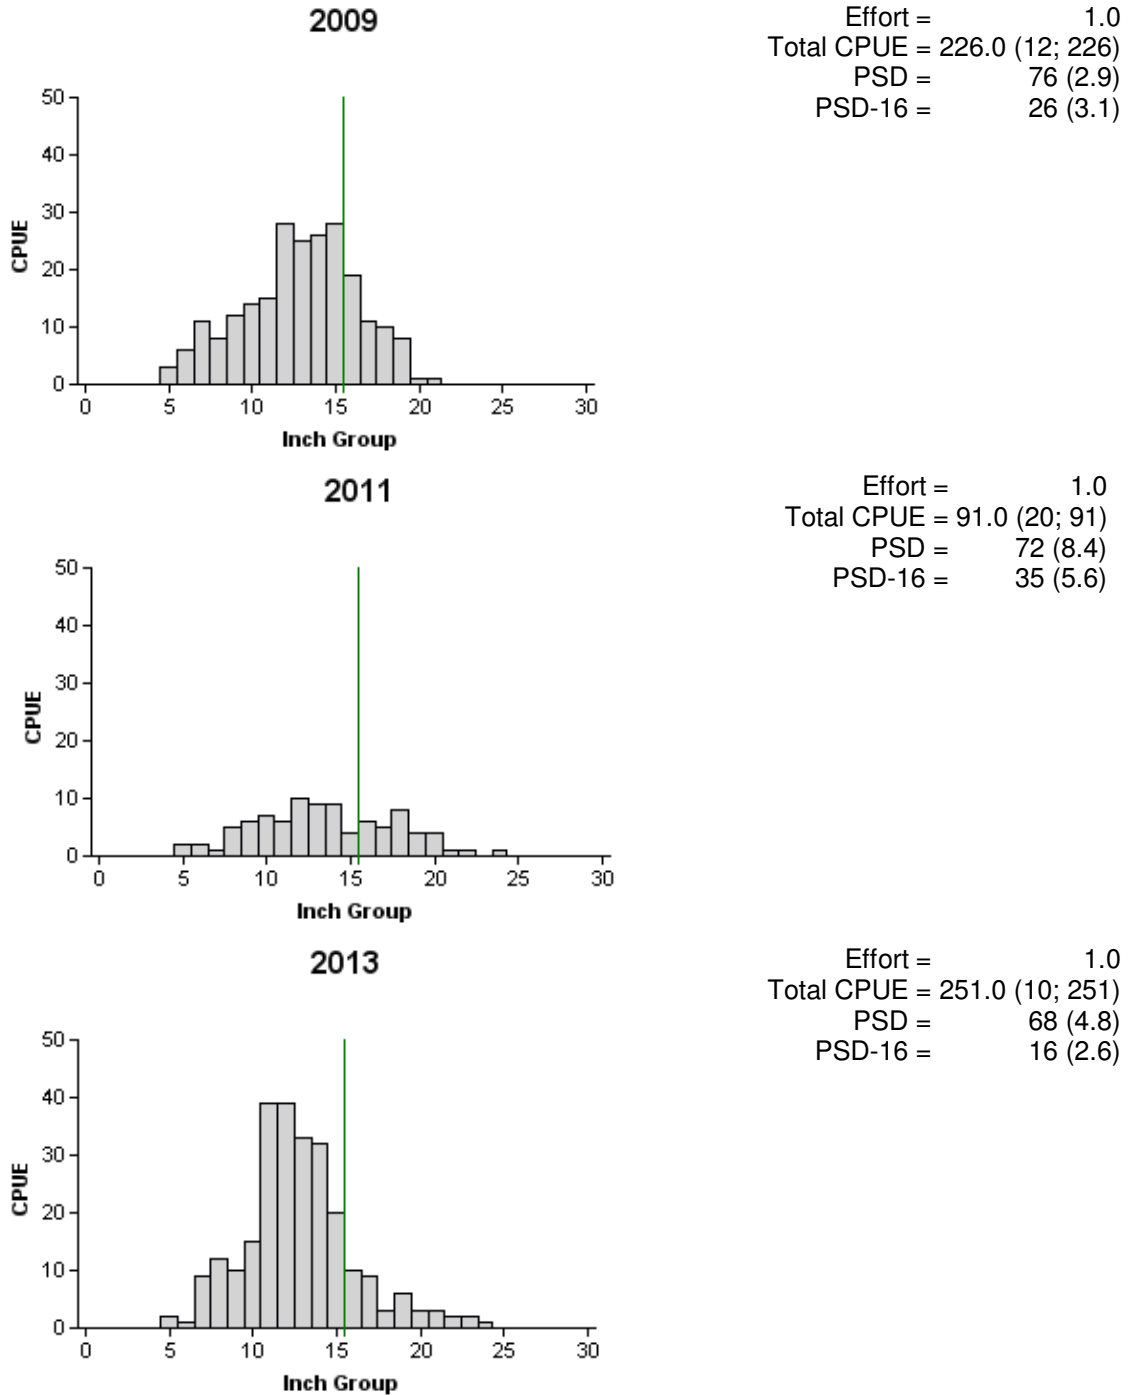 2009
Effort = 1.0
Total CPUE = 226.0 (12; 226)
PSD = 76 (2.9)
PSD-16 = 26 (3.1)
50
40
30
20
10
0
CPUE
0 5 10 15 20 25 30
Inch Group
2011
Effort = 1.0
Total CPUE = 91.0 (20; 91)
PSD = 72 (8.4)
PSD-16 = 35 (5.6)
50
40
30
20
10
0
CPUE
0 5 10 15 20 25 30
Inch Group
2013
Effort = 1.0
Total CPUE = 251.0 (10; 251)
PSD = 68 (4.8)
PSD-16 = 16 (2.6)
50
40
30
20
10
0
CPUE
0 5 10 15 20 25 30
Inch Group